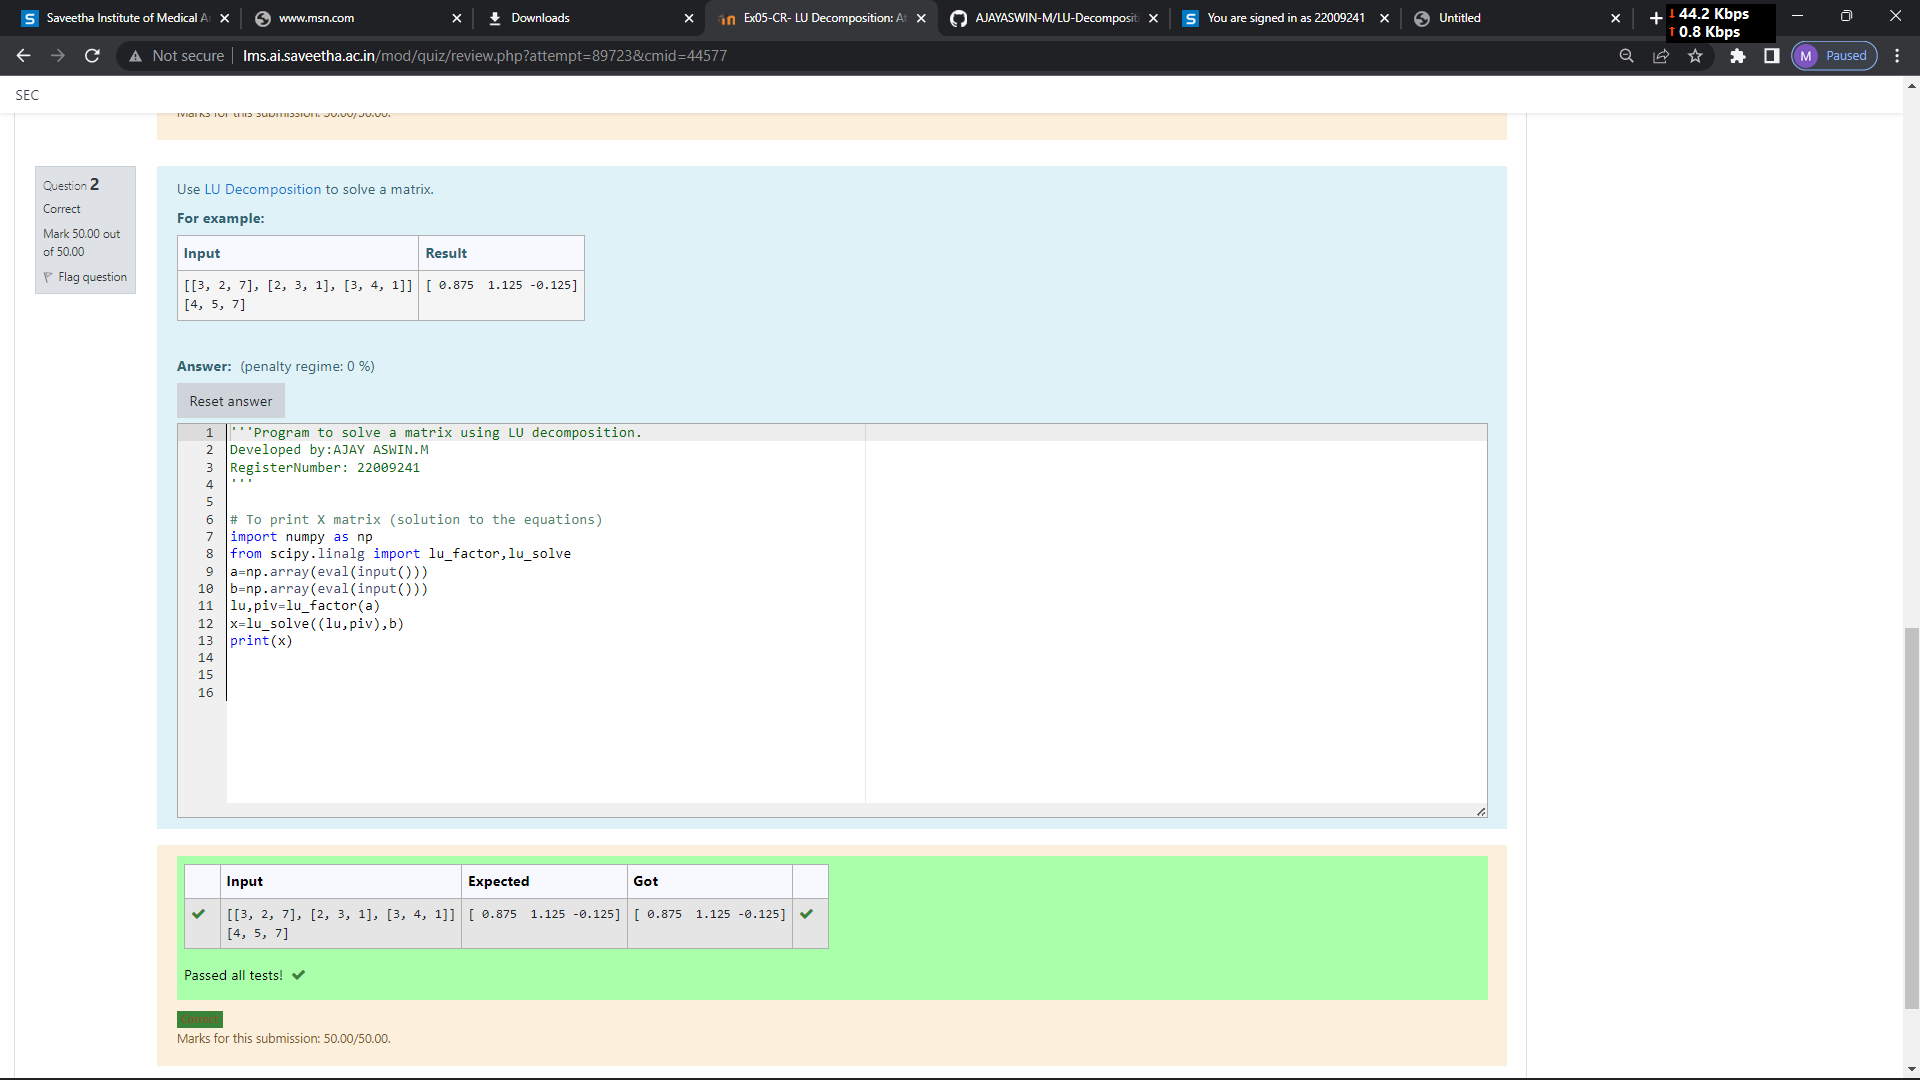 Saveetha Institute of Medical A
www.msn.com
Downloads
Ex05-CR- LU Decomposition: At
AJAYASWIN-M/LU-Decompositi
You are signed in as 22009241
Untitled
44.2 Kbps
0.8 Kbps
Not secure
lms.ai.saveetha.ac.in/mod/quiz/review.php?attempt=89723&cmid=44577
M Paused
SEC
Marks for this submission: 50.00/50.00.
Question 2
Correct
Mark 50.00 out
of 50.00
Flag question
Use LU Decomposition to solve a matrix.
For example:
Input Result
[[3, 2, 7], [2, 3, 1], [3, 4, 1]] [ 0.875  1.125 -0.125]
[4, 5, 7]
Answer: (penalty regime: 0 %)
Reset answer
1 '''Program to solve a matrix using LU decomposition.
2 Developed by:AJAY ASWIN.M
3 RegisterNumber: 22009241
4 '''
5
6 # To print X matrix (solution to the equations)
7 import numpy as np
8 from scipy.linalg import lu_factor,lu_solve
9 a=np.array(eval(input()))
10 b=np.array(eval(input()))
11 lu,piv=lu_factor(a)
12 x=lu_solve((lu,piv),b)
13 print(x)
14
15
16
Input Expected Got
[[3, 2, 7], [2, 3, 1], [3, 4, 1]] [ 0.875  1.125 -0.125] [ 0.875  1.125 -0.125]
[4, 5, 7]
Passed all tests!
Correct
Marks for this submission: 50.00/50.00.